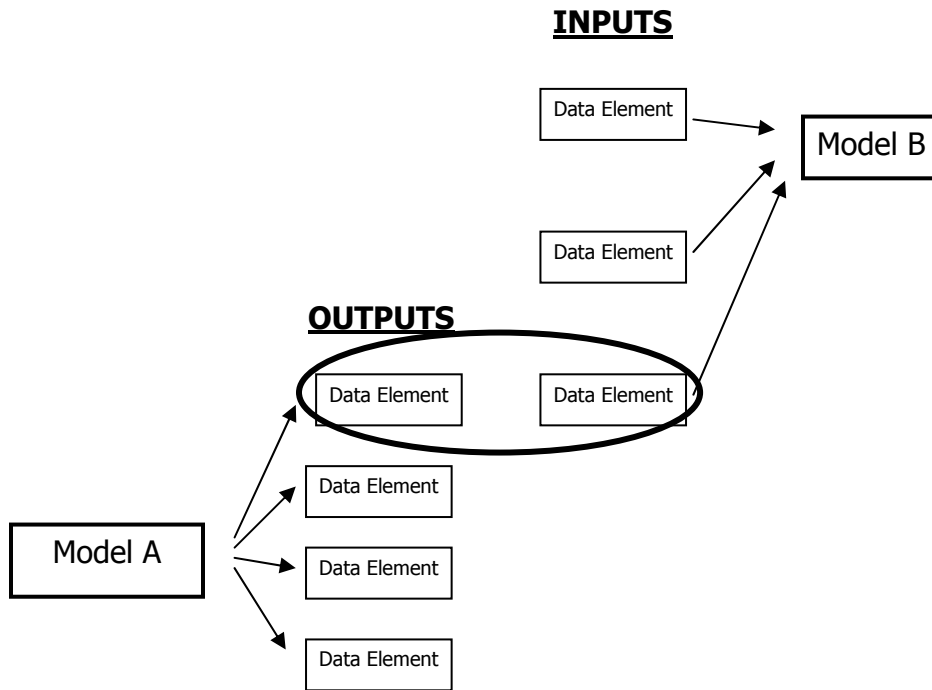 INPUTS
Data Element
Model B
Data Element
OUTPUTS
Data Element
Data Element
Data Element
Model A
Data Element
Data Element